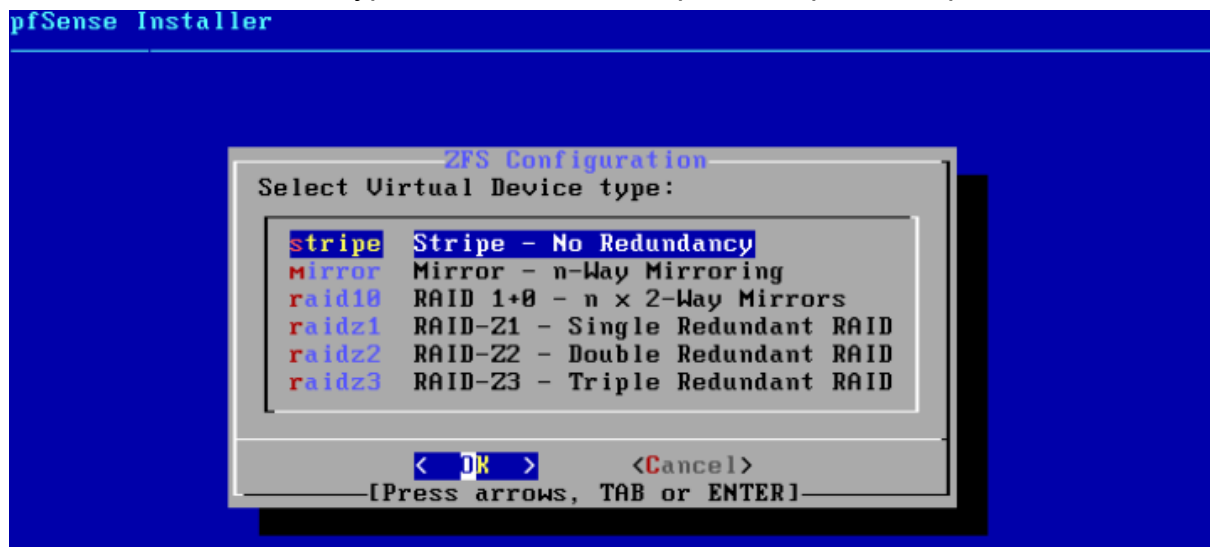 pfSense Installer
ZFS Configuration
Select Virtual Device type:
stripe Stripe - No Redundancy
mirror Mirror - n-Way Mirroring
raid10 RAID 1+0 - n x 2-Way Mirrors
raidz1 RAID-Z1 - Single Redundant RAID
raidz2 RAID-Z2 - Double Redundant RAID
raidz3 RAID-Z3 - Triple Redundant RAID
< OK > <Cancel>
[Press arrows, TAB or ENTER]